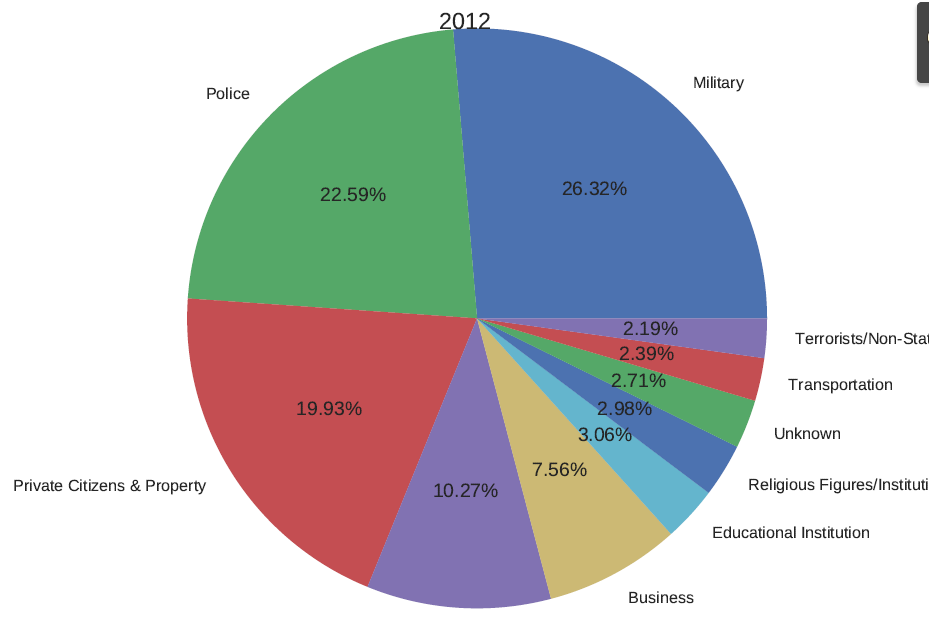 2012
Military
Police
26.32%
22.59%
2.19%
Terrorists/Non-Stat
2.39%
Transportation
2.71%
2.98%
Unknown
3.06%
19.93%
7.56%
Private Citizens & Property
Religious Figures/Instituti
10.27%
Educational Institution
Business